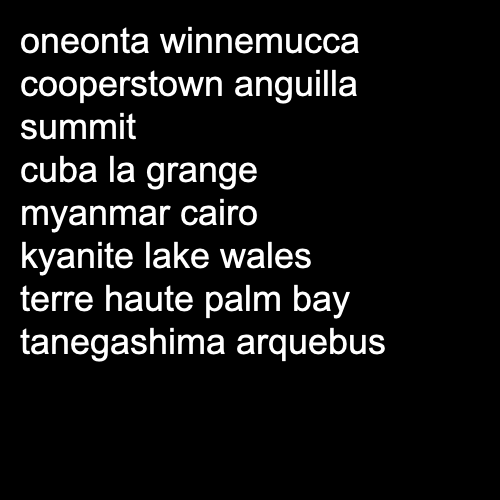 oneonta winnemucca
cooperstown anguilla
summit
cuba la grange
myanmar cairo
kyanite lake wales
terre haute palm bay
tanegashima arquebus